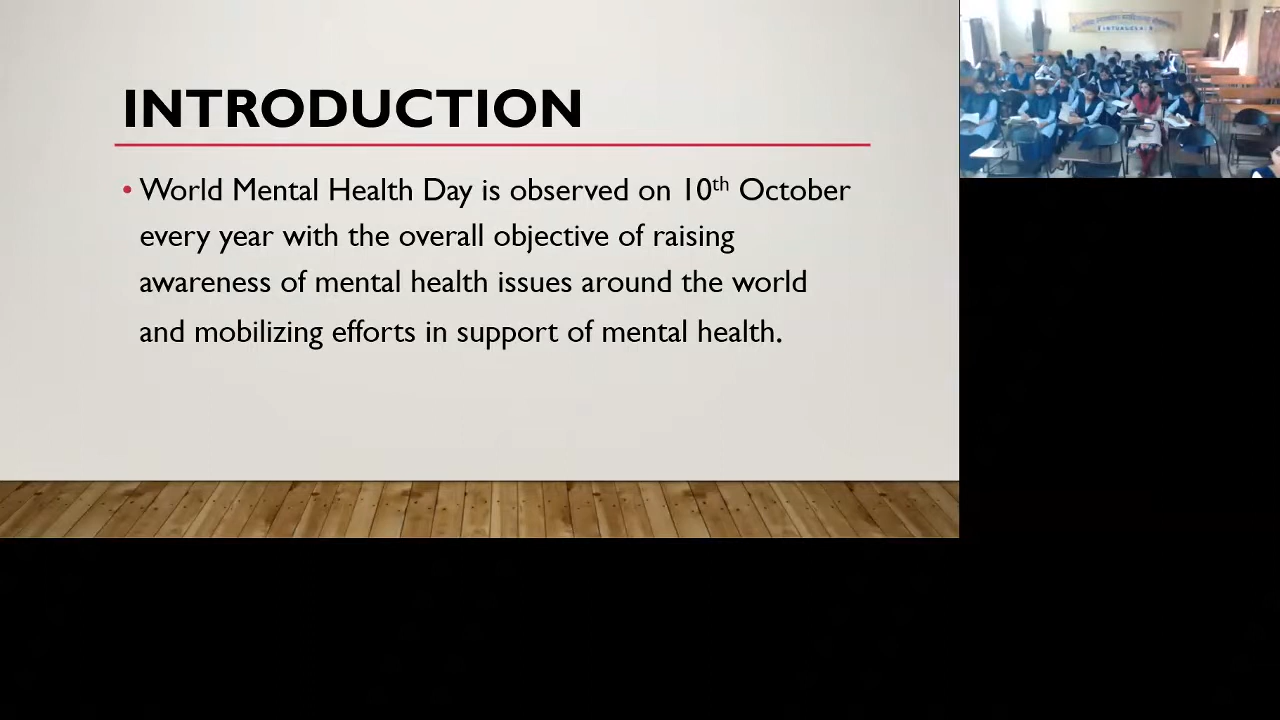 INTRODUCTION
• World Mental Health Day is observed on 10th October
every year with the overall objective of raising
awareness of mental health issues around the world
and mobilizing efforts in support of mental health.